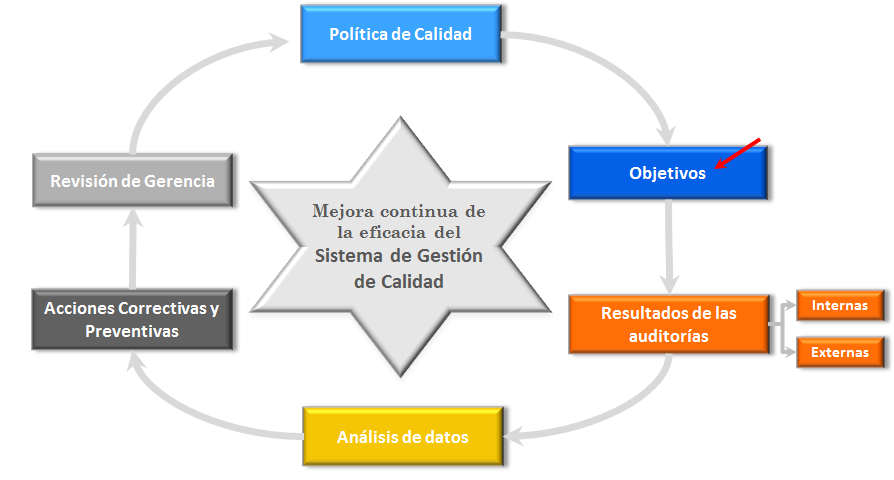 Política de Calidad
Objetivos
Revisión de Gerencia
Mejora continua de
la eficacia del
Sistema de Gestión
de Calidad
Resultados de las
auditorías
Internas
Externas
Acciones Correctivas y
Preventivas
Análisis de datos